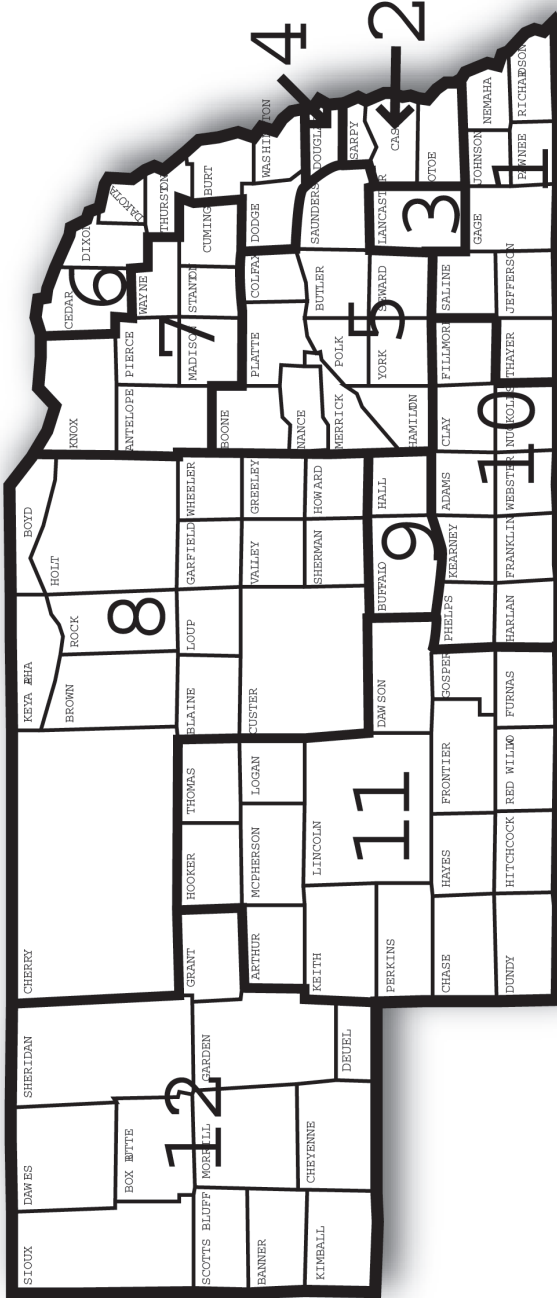 SIOUX
DAWES
SHERIDAN
CHERRY
KEYA PAHA
BROWN
ROCK
BOYD
HOLT
KNOX
CEDAR
DIXON
DAKOTA
6
8
BOX BUTTE
12
ANTELOPE
PIERCE
WAYNE
THURSTON
7
SCOTTS BLUFF
MORRILL
GARDEN
GRANT
HOOKER
THOMAS
BLAINE
LOUP
GARFIELD
WHEELER
MADISON
STANTON
CUMING
BURT
BANNER
ARTHUR
MCPHERSON
LOGAN
CUSTER
VALLEY
GREELEY
BOONE
PLATTE
COLFAX
DODGE
WASHINGTON
4
KIMBALL
CHEYENNE
DEUEL
KEITH
LINCOLN
SHERMAN
HOWARD
NANCE
MERRICK
POLK
BUTLER
SAUNDERS
DOUGLAS
SARPY
11
5
PERKINS
DAWSON
BUFFALO
9
HALL
HAMILTON
YORK
SEWARD
LANCASTER
3
CASS
2
OTOE
CHASE
HAYES
FRONTIER
GOSPER
PHELPS
KEARNEY
ADAMS
CLAY
FILLMORE
SALINE
GAGE
JOHNSON
NEMAHA
10
1
DUNDY
HITCHCOCK
RED WILLOW
FURNAS
HARLAN
FRANKLIN
WEBSTER
NUCKOLLS
THAYER
JEFFERSON
PAWNEE
RICHARDSON